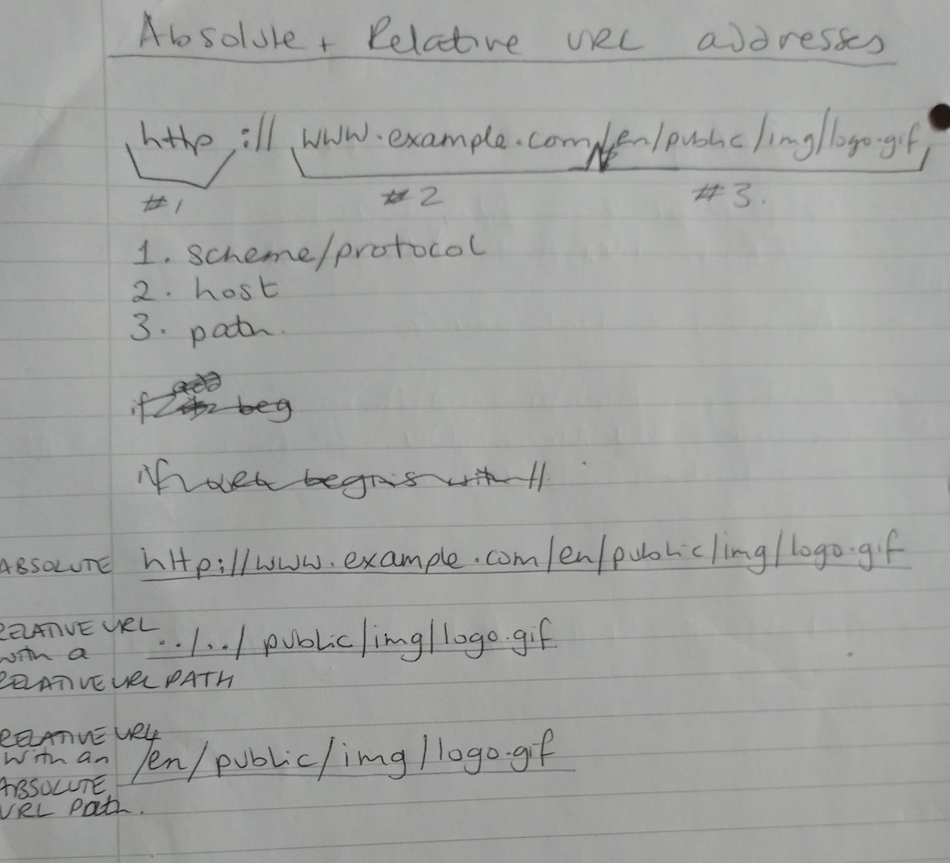 Absolute + Relative URL addresses
http :// www.example.com/en/public/img/logo.gif
#1 #2 #3.
1. scheme/protocol
2. host
3. path.
if beg
if begins with //
ABSOLUTE http://www.example.com/en/public/img/logo.gif
RELATIVE URL
with a ../../public/img/logo.gif
RELATIVE URL PATH
RELATIVE URL
with an /en/public/img/logo.gif
ABSOLUTE
URL Path.